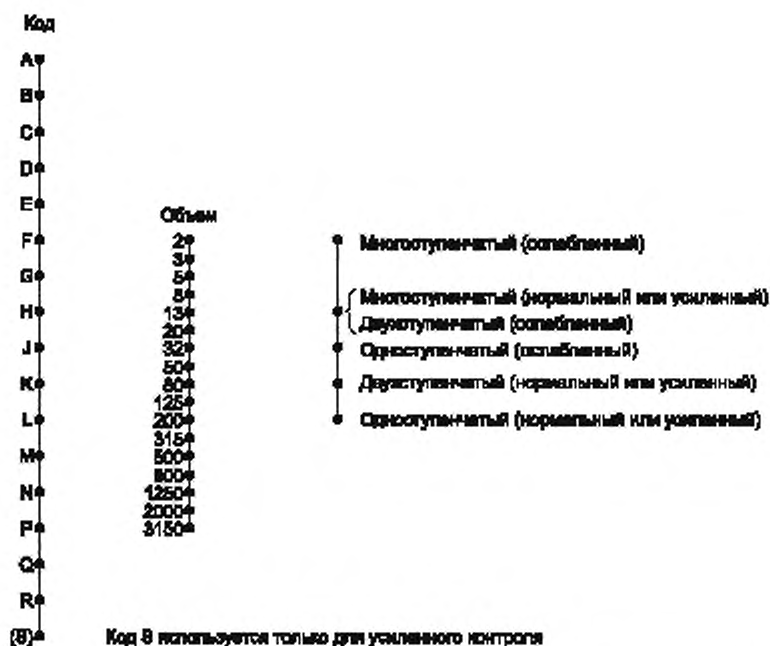 Код
A
B
C
D
E
Объем
F 2 Многоступенчатый (ослабленный)
3
G 5
8 Многоступенчатый (нормальный или усиленный)
H 13
20 Двухступенчатый (ослабленный)
J 32 Одноступенчатый (ослабленный)
50
K 80 Двухступенчатый (нормальный или усиленный)
125
L 200 Одноступенчатый (нормальный или усиленный)
315
M 500
800
N 1250
2000
P 3150
Q
R
(S) Код S используется только для усиленного контроля